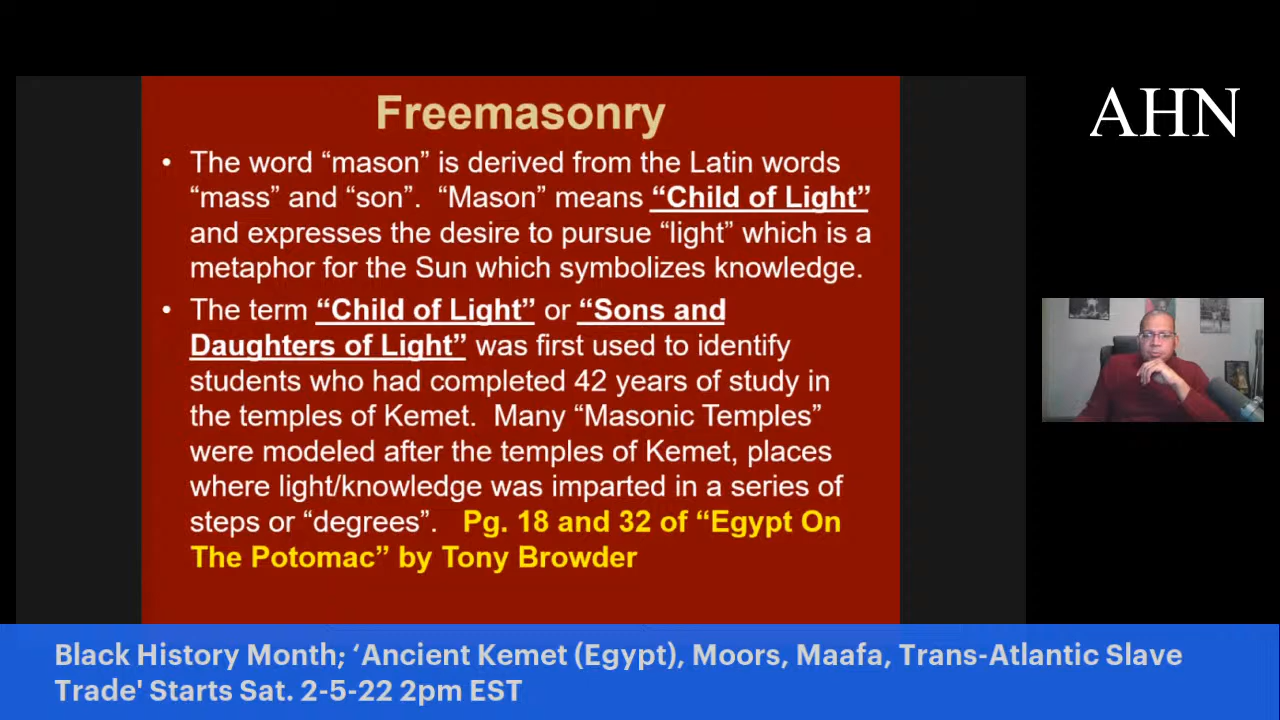 AHN
Freemasonry
• The word “mason” is derived from the Latin words
“mass” and “son”. “Mason” means “Child of Light”
and expresses the desire to pursue “light” which is a
metaphor for the Sun which symbolizes knowledge.
• The term “Child of Light” or “Sons and
Daughters of Light” was first used to identify
students who had completed 42 years of study in
the temples of Kemet. Many “Masonic Temples”
were modeled after the temples of Kemet, places
where light/knowledge was imparted in a series of
steps or “degrees”. Pg. 18 and 32 of “Egypt On
The Potomac” by Tony Browder
Black History Month; ‘Ancient Kemet (Egypt), Moors, Maafa, Trans-Atlantic Slave
Trade' Starts Sat. 2-5-22 2pm EST